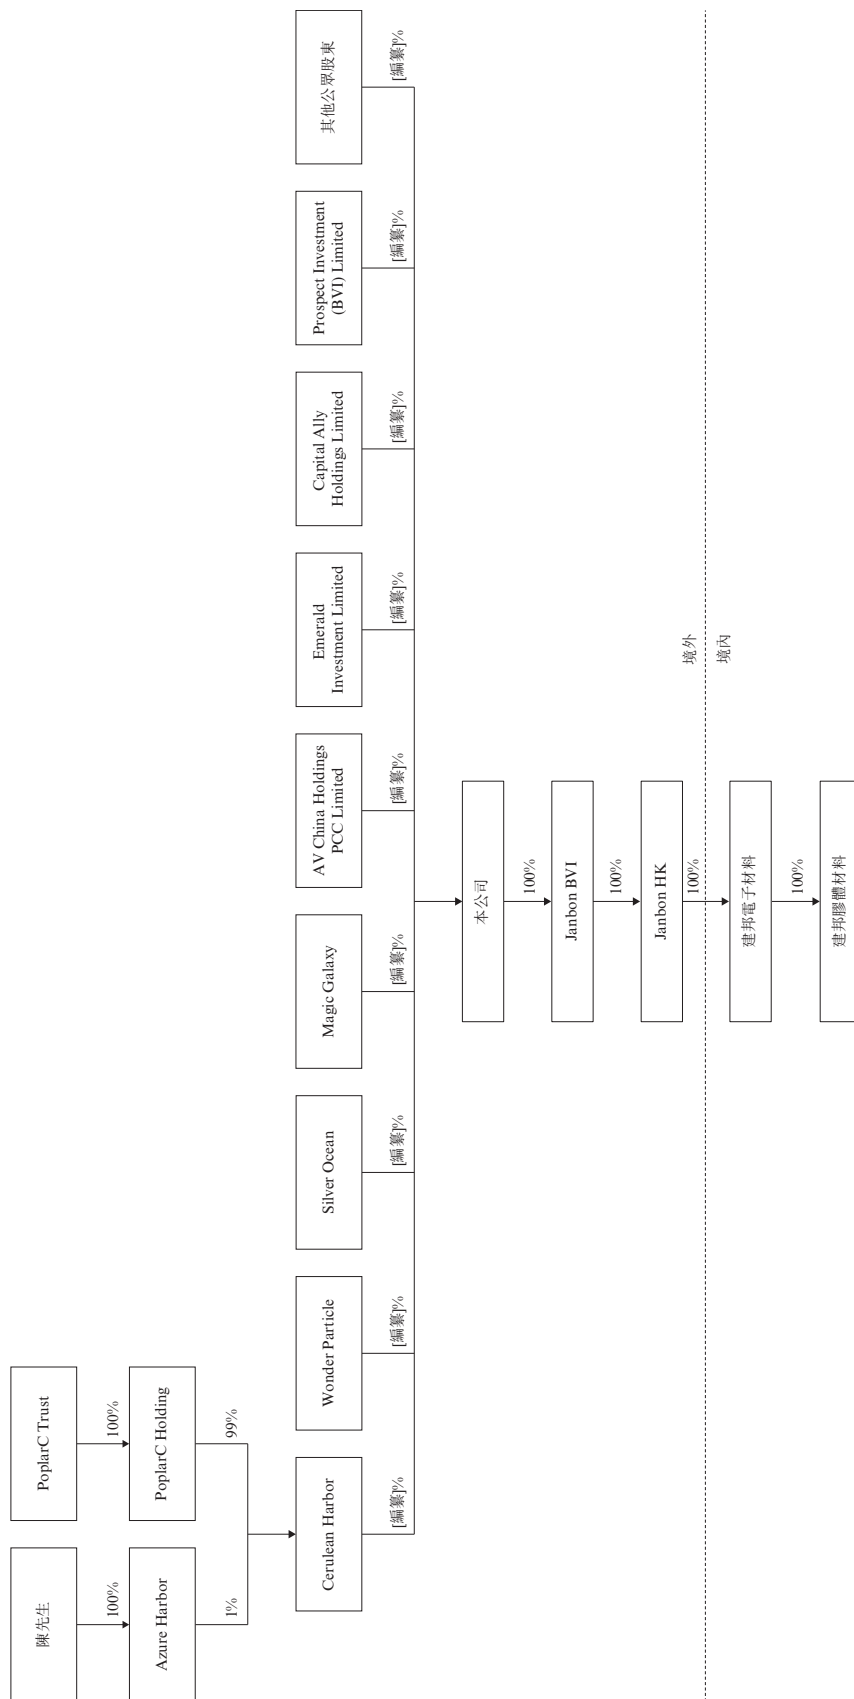 陳先生
PoplarC Trust
100%
100%
Azure Harbor
PoplarC Holding
1%
99%
Cerulean Harbor
Wonder Particle
Silver Ocean
Magic Galaxy
AV China Holdings
PCC Limited
Emerald
Investment Limited
Capital Ally
Holdings Limited
Prospect Investment
(BVI) Limited
其他公眾股東
[編纂]%
[編纂]%
[編纂]%
[編纂]%
[編纂]%
[編纂]%
[編纂]%
[編纂]%
[編纂]%
本公司
100%
Janbon BVI
100%
Janbon HK
100%
境外
境內
建邦電子材料
100%
建邦膠體材料